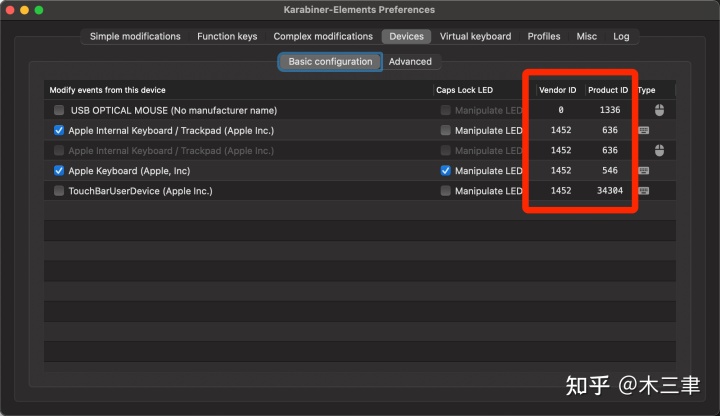 Karabiner-Elements Preferences
Simple modifications Function keys Complex modifications Devices Virtual keyboard Profiles Misc Log
Basic configuration Advanced
Modify events from this device Caps Lock LED Vendor ID Product ID Type
USB OPTICAL MOUSE (No manufacturer name) Manipulate LED 0 1336
Apple Internal Keyboard / Trackpad (Apple Inc.) Manipulate LED 1452 636
Apple Internal Keyboard / Trackpad (Apple Inc.) Manipulate LED 1452 636
Apple Keyboard (Apple, Inc) Manipulate LED 1452 546
TouchBarUserDevice (Apple Inc.) Manipulate LED 1452 34304
知乎 @木三聿